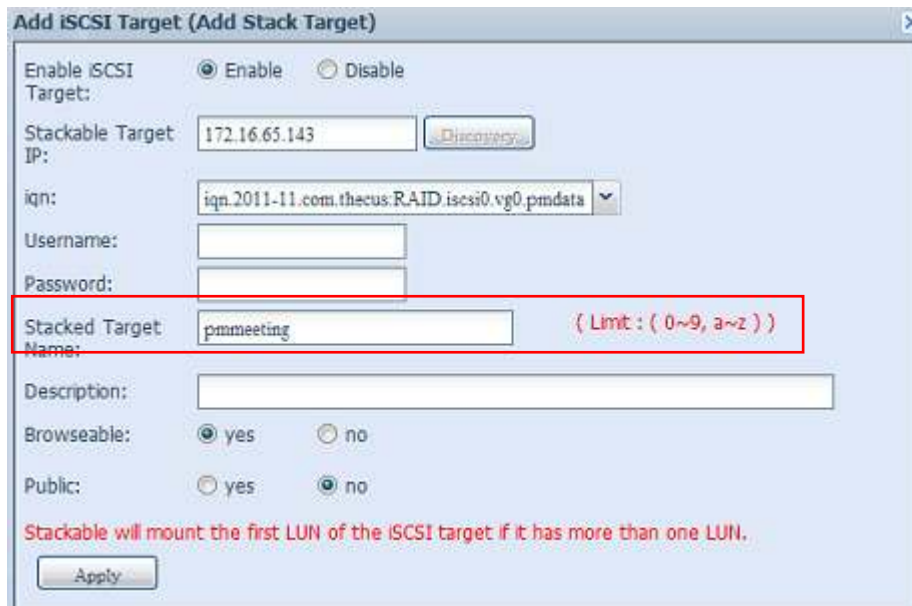 Add iSCSI Target (Add Stack Target)
Enable iSCSI Target: Enable Disable
Stackable Target IP: 172.16.65.143 Discovery
iqn: iqn.2011-11.com.thecus:RAID.iscsi0.vg0.pmdata
Username:
Password:
Stacked Target Name: pmmeeting ( Limit : ( 0~9, a~z ) )
Description:
Browseable: yes no
Public: yes no
Stackable will mount the first LUN of the iSCSI target if it has more than one LUN.
Apply